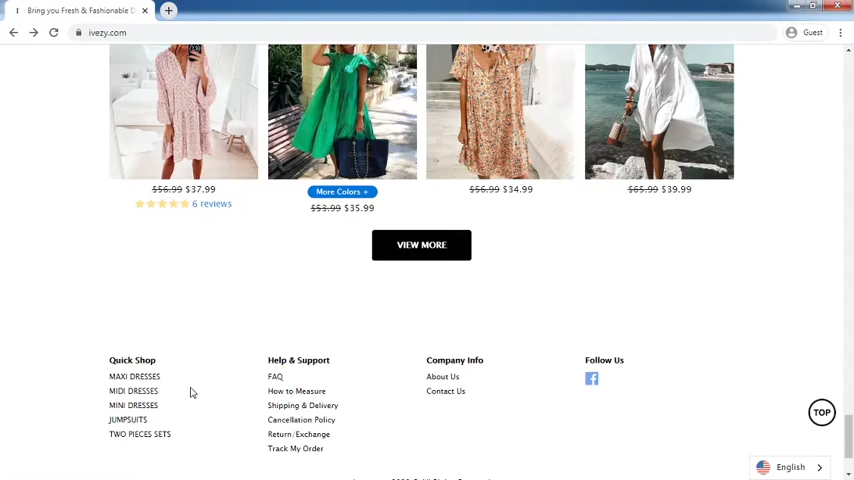 Bring you Fresh & Fashionable D
ivezy.com
Guest
$56.99 $37.99
6 reviews
More Colors +
$53.99 $35.99
$56.99 $34.99
$65.99 $39.99
VIEW MORE
Quick Shop
MAXI DRESSES
MIDI DRESSES
MINI DRESSES
JUMPSUITS
TWO PIECES SETS
Help & Support
FAQ
How to Measure
Shipping & Delivery
Cancellation Policy
Return/Exchange
Track My Order
Company Info
About Us
Contact Us
Follow Us
TOP
English